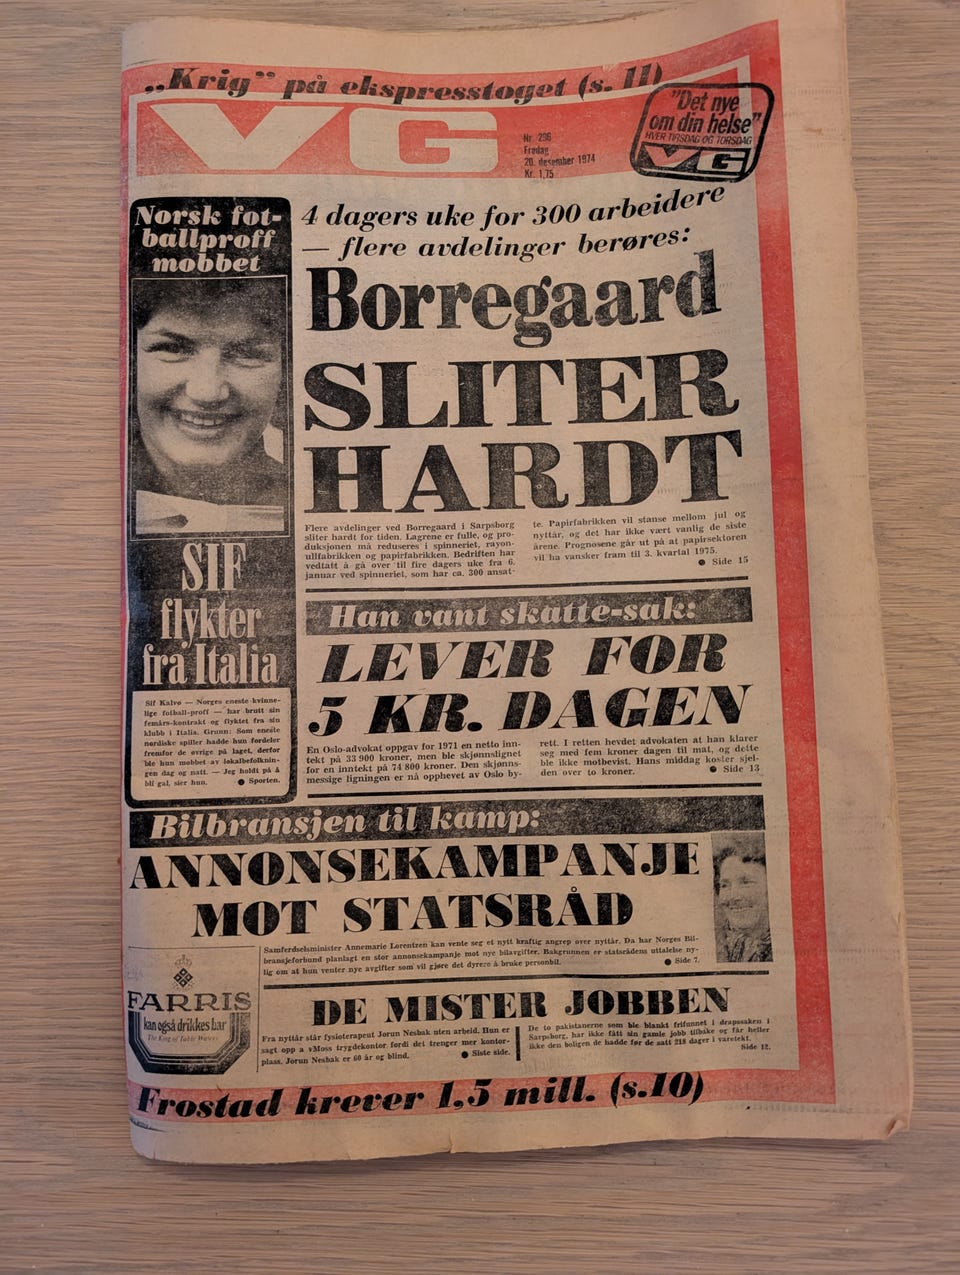 „Krig” på ekspresstoget (s. 11)
VG
Nr. 296
Fredag
20. desember 1974
Kr. 1,75
"Det nye
om din helse"
HVER TIRSDAG OG TORSDAG
VG
Norsk fot-
ballproff
mobbet
SIF
flykter
fra Italia
Sif Kalvø — Norges eneste kvinne-
lige fotball-proff — har brutt sin
femårs-kontrakt og flyktet fra sin
klubb i Italia. Grunn: Som eneste
nordiske spiller hadde hun fordeler
fremfor de øvrige på laget, derfor
ble hun mobbet av lokalbefolknin-
gen dag og natt. — Jeg holdt på å
bli gal, sier hun. ● Sporten.
4 dagers uke for 300 arbeidere
— flere avdelinger berøres:
Borregaard
SLITER
HARDT
Flere avdelinger ved Borregaard i Sarpsborg
sliter hardt for tiden. Lagrene er fulle, og pro-
duksjonen må reduseres i spinneriet, rayon-
ullfabrikken og papirfabrikken. Bedriften har
vedtatt å gå over til fire dagers uke fra 6.
januar ved spinneriet, som har ca. 300 ansat-
te. Papirfabrikken vil stanse mellom jul og
nyttår, og det har ikke vært vanlig de siste
årene. Prognosene går ut på at papirsektoren
vil ha vansker fram til 3. kvartal 1975.
● Side 15
Han vant skatte-sak:
LEVER FOR
5 KR. DAGEN
En Oslo-advokat oppgav for 1971 en netto inn-
tekt på 33 900 kroner, men ble skjønnslignet
for en inntekt på 74 800 kroner. Den skjønns-
messige ligningen er nå opphevet av Oslo by-
rett. I retten hevdet advokaten at han klarer
seg med fem kroner dagen til mat, og dette
ble ikke motbevist. Hans middag koster sjel-
den over to kroner. ● Side 13
Bilbransjen til kamp:
ANNONSEKAMPANJE
MOT STATSRÅD
Samferdselsminister Annemarie Lorentzen kan vente seg et nytt kraftig angrep over nyttår. Da har Norges Bil-
bransjeforbund planlagt en stor annonsekampanje mot nye bilavgifter. Bakgrunnen er statsrådens uttalelse ny-
lig om at hun venter nye avgifter som vil gjøre det dyrere å bruke personbil. ● Side 7.
FARRIS
kan også drikkes bar
The King of Table Waters
DE MISTER JOBBEN
Fra nyttår står fysioterapeut Jorun Nesbak uten arbeid. Hun er
sagt opp a vMoss trygdekontor fordi det trenger mer kontor-
plass. Jorun Nesbak er 60 år og blind. ● Siste side.
De to pakistanerne som ble blankt frifunnet i drapssaken i
Sarpsborg, har ikke fått sin gamle jobb tilbake og får heller
ikke den boligen de hadde før de satt 218 dager i varetekt.
Side 12.
Frostad krever 1,5 mill. (s.10)